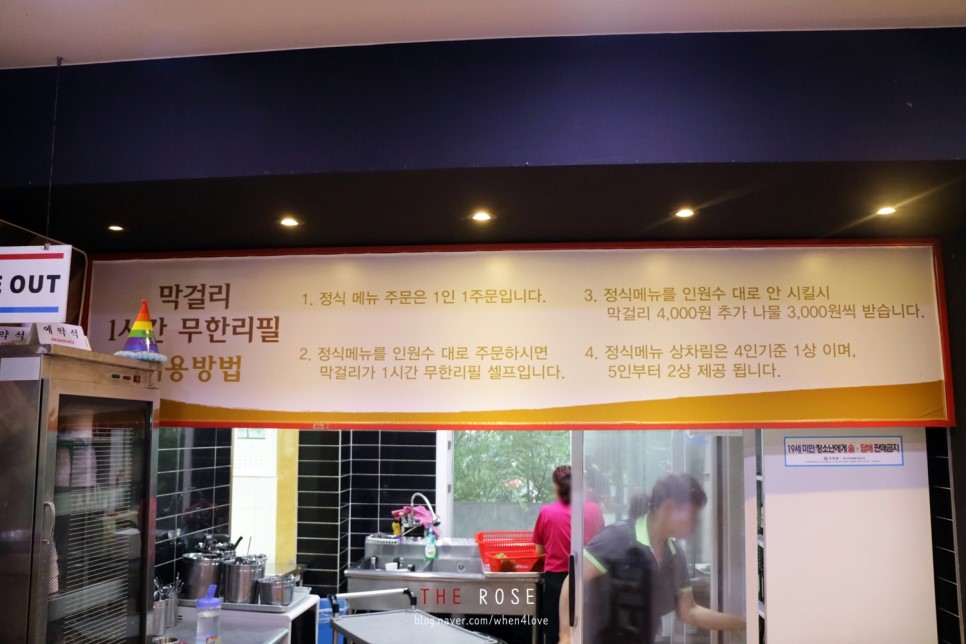 막걸리
1시간 무한리필
용방법
1. 정식 메뉴 주문은 1인 1주문입니다.
2. 정식메뉴를 인원수 대로 주문하시면
막걸리가 1시간 무한리필 셀프입니다.
3. 정식메뉴를 인원수 대로 안 시킬시
막걸리 4,000원 추가 나물 3,000원씩 받습니다.
4. 정식메뉴 상차림은 4인기준 1상 이며,
5인부터 2상 제공 됩니다.
OUT
예약석
19세 미만 청소년에게 술·담배 판매금지
THE ROSE
blog.naver.com/when4love